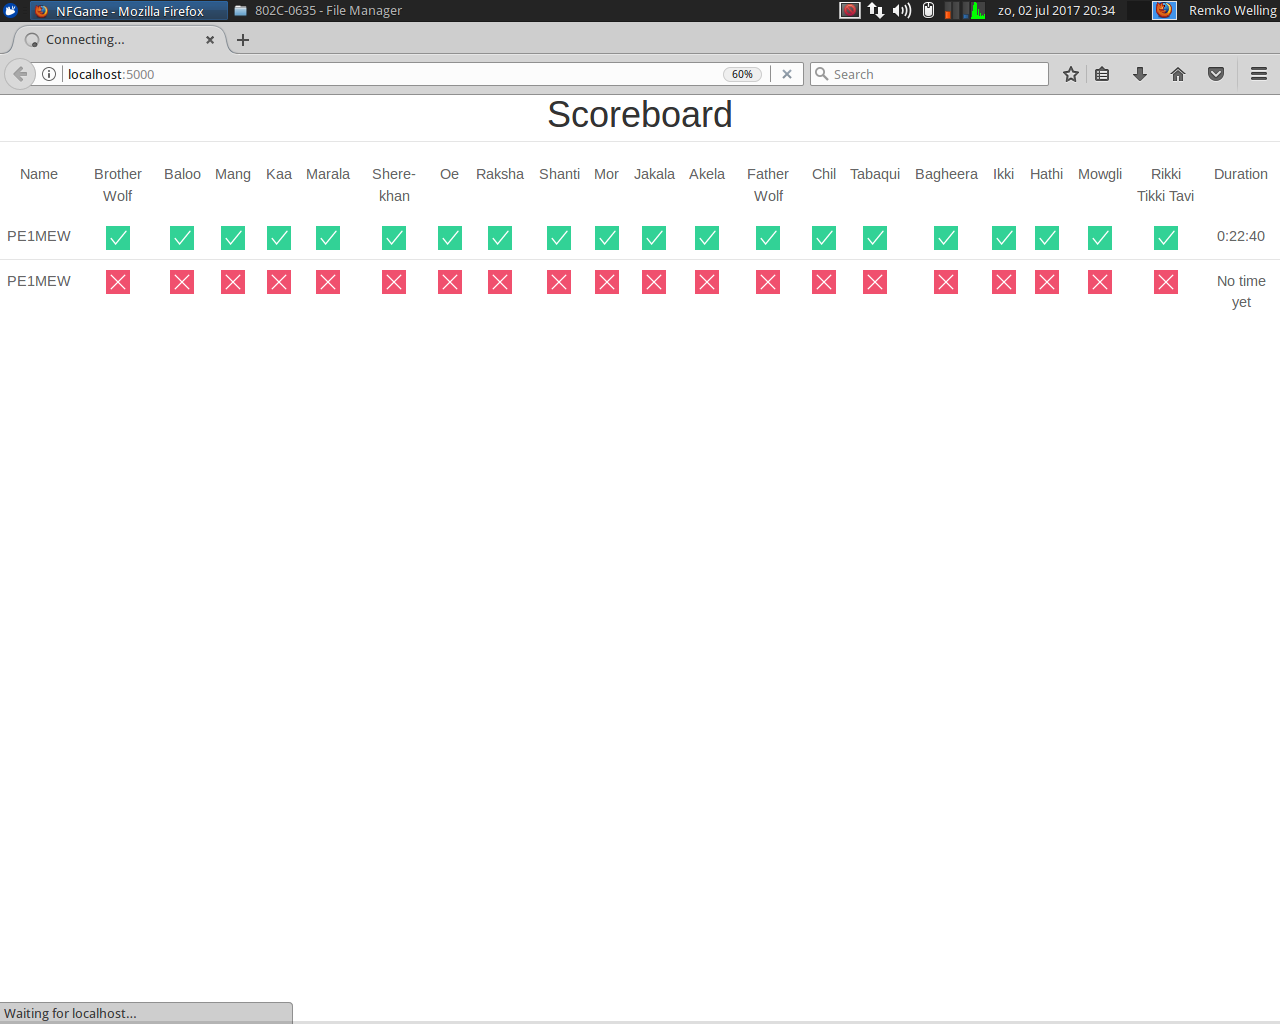 NFGame - Mozilla Firefox 802C-0635 - File Manager zo, 02 jul 2017 20:34 Remko Welling
Connecting...
localhost:5000 60% Search
Scoreboard
Name Brother Wolf Baloo Mang Kaa Marala Shere-khan Oe Raksha Shanti Mor Jakala Akela Father Wolf Chil Tabaqui Bagheera Ikki Hathi Mowgli Rikki Tikki Tavi Duration
PE1MEW 0:22:40
PE1MEW No time yet
Waiting for localhost...